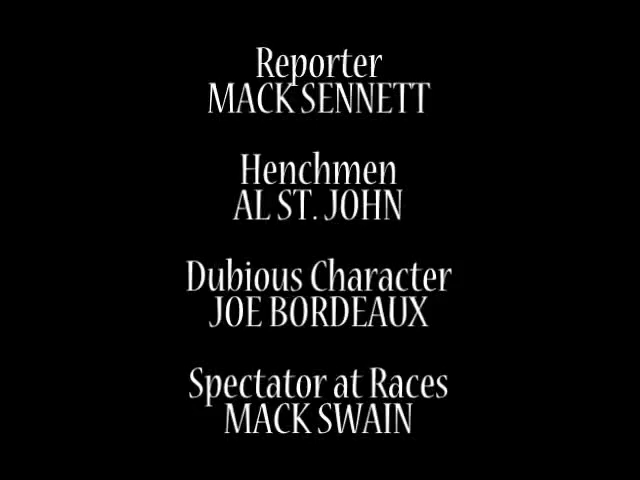 Reporter
MACK SENNETT
Henchmen
AL ST. JOHN
Dubious Character
JOE BORDEAUX
Spectator at Races
MACK SWAIN